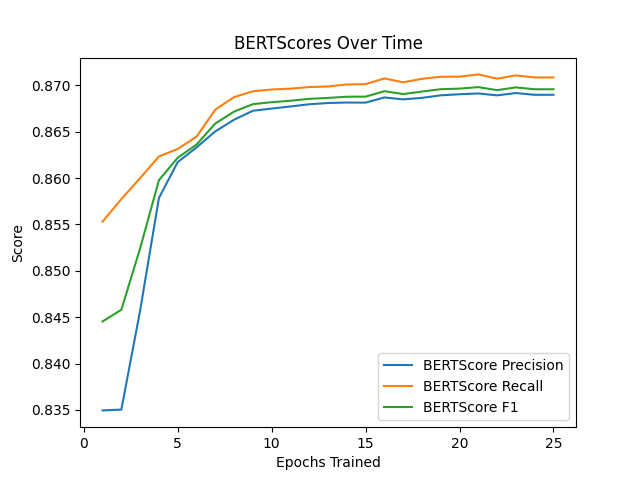 BERTScores Over Time
0.870
0.865
0.860
0.855
0.850
0.845
0.840
0.835
Score
BERTScore Precision
BERTScore Recall
BERTScore F1
0 5 10 15 20 25
Epochs Trained